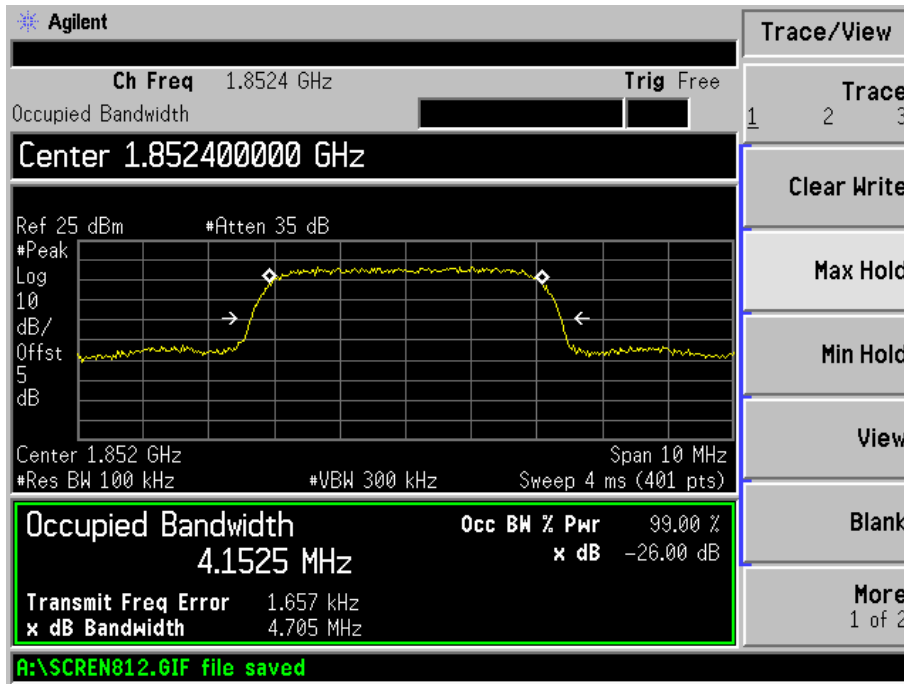 Agilent
Ch Freq 1.8524 GHz Trig Free
Occupied Bandwidth
Center 1.852400000 GHz
Ref 25 dBm #Atten 35 dB
#Peak
Log
10
dB/
Offst
5
dB
Center 1.852 GHz Span 10 MHz
#Res BW 100 kHz #VBW 300 kHz Sweep 4 ms (401 pts)
Occupied Bandwidth
4.1525 MHz
Occ BW % Pwr 99.00 %
x dB -26.00 dB
Transmit Freq Error 1.657 kHz
x dB Bandwidth 4.705 MHz
A:\SCREN812.GIF file saved
Trace/View
Trace
1 2 3
Clear Write
Max Hold
Min Hold
View
Blank
More
1 of 2